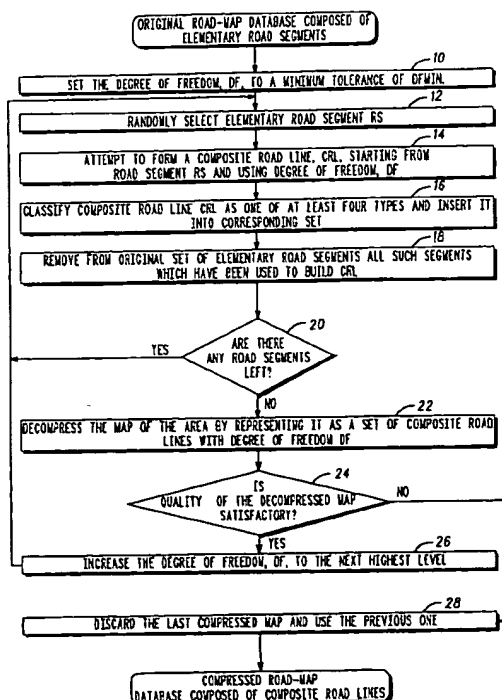 ORIGINAL ROAD-MAP DATABASE COMPOSED OF
ELEMENTARY ROAD SEGMENTS
10
SET THE DEGREE OF FREEDOM, DF, TO A MINIMUM TOLERANCE OF DFMIN.
12
RANDOMLY SELECT ELEMENTARY ROAD SEGMENT RS
14
ATTEMPT TO FORM A COMPOSITE ROAD LINE, CRL, STARTING FROM
ROAD SEGMENT RS AND USING DEGREE OF FREEDOM, DF
16
CLASSIFY COMPOSITE ROAD LINE CRL AS ONE OF AT LEAST FOUR TYPES AND INSERT IT
INTO CORRESPONDING SET
18
REMOVE FROM ORIGINAL SET OF ELEMENTARY ROAD SEGMENTS ALL SUCH SEGMENTS
WHICH HAVE BEEN USED TO BUILD CRL
20
YES
ARE THERE
ANY ROAD SEGMENTS
LEFT?
NO
22
DECOMPRESS THE MAP OF THE AREA BY REPRESENTING IT AS A SET OF COMPOSITE ROAD
LINES WITH DEGREE OF FREEDOM DF
24
IS
QUALITY OF THE DECOMPRESSED MAP
SATISFACTORY?
NO
YES
26
INCREASE THE DEGREE OF FREEDOM, DF, TO THE NEXT HIGHEST LEVEL
28
DISCARD THE LAST COMPRESSED MAP AND USE THE PREVIOUS ONE
COMPRESSED ROAD-MAP
DATABASE COMPOSED OF COMPOSITE ROAD LINES